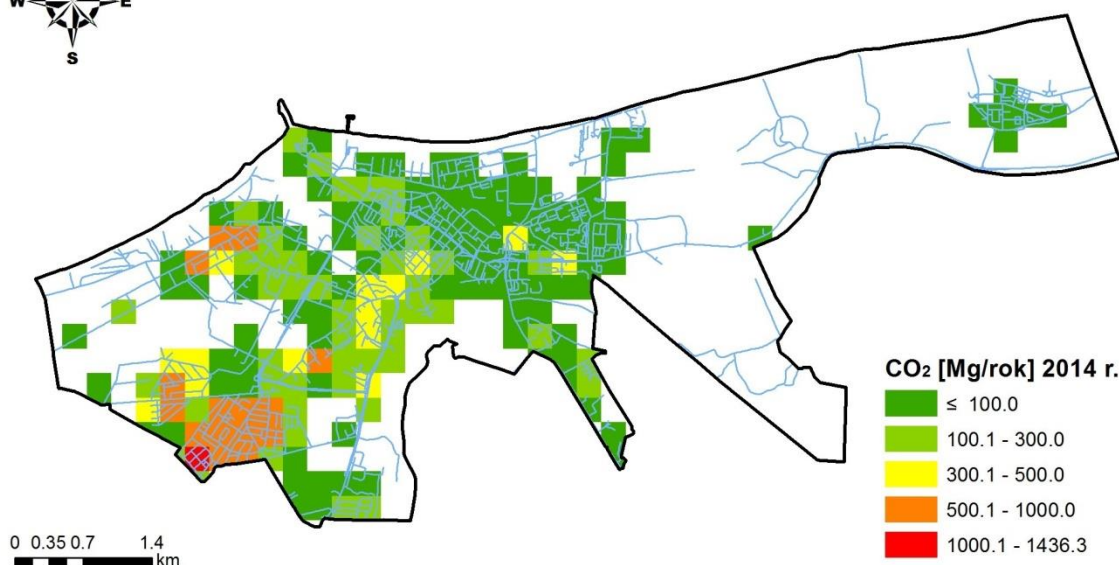 W E
S
CO₂ [Mg/rok] 2014 r.
≤ 100.0
100.1 - 300.0
300.1 - 500.0
500.1 - 1000.0
1000.1 - 1436.3
0 0.35 0.7 1.4
km